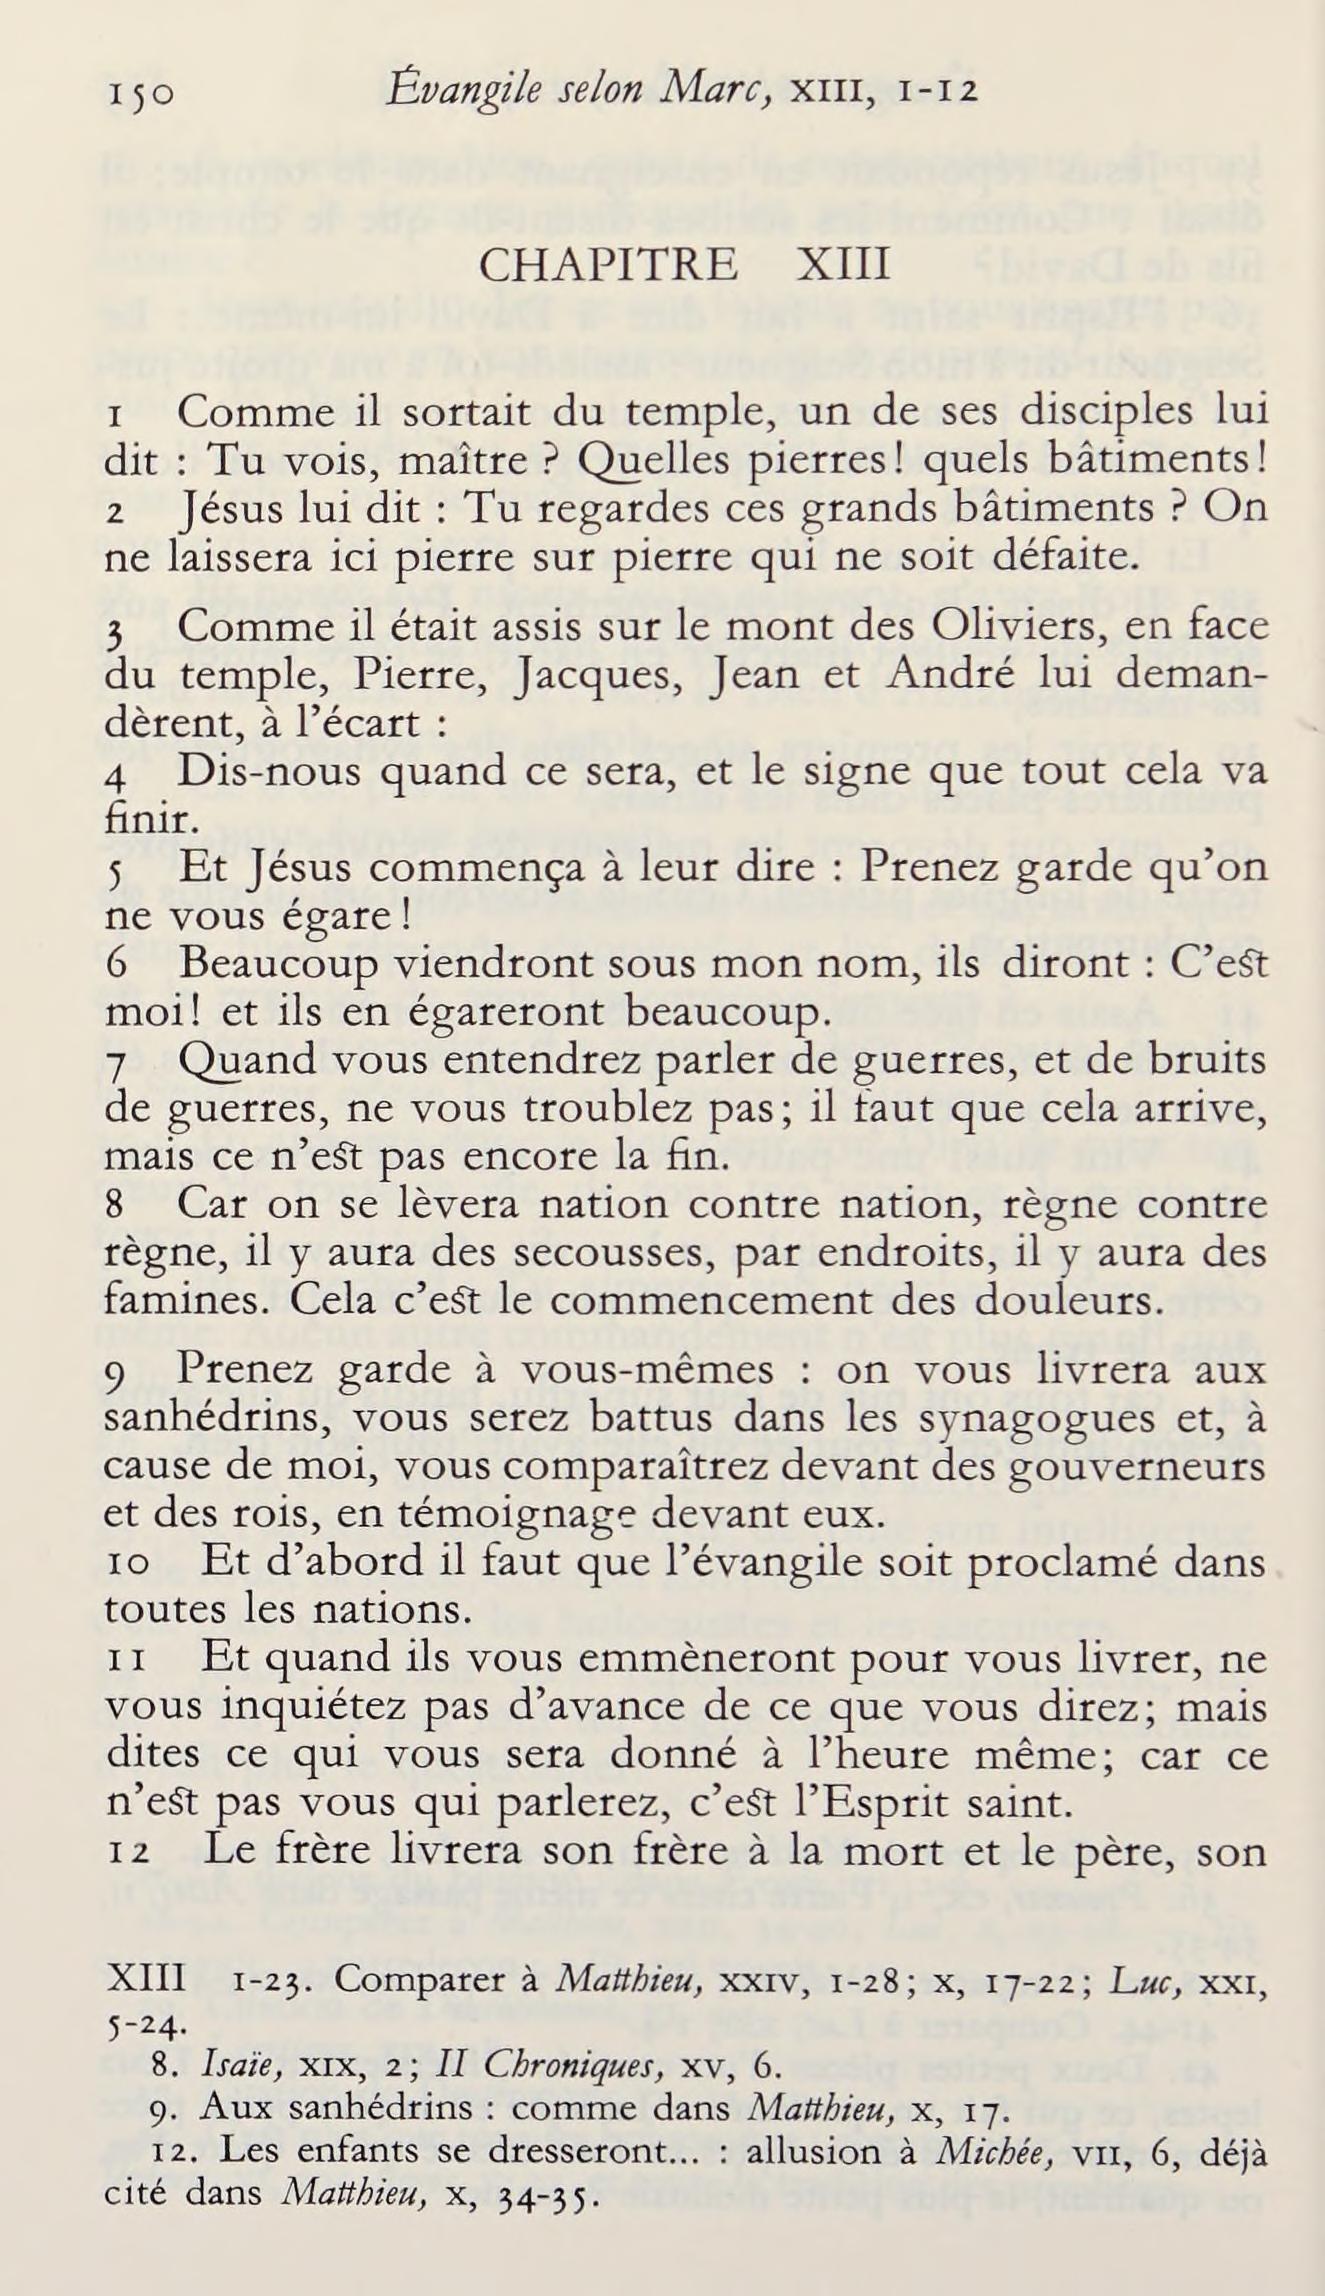 150 Évangile selon Marc, XIII, 1-12
CHAPITRE XIII
1 Comme il sortait du temple, un de ses disciples lui
dit : Tu vois, maître ? Quelles pierres! quels bâtiments!
2 Jésus lui dit : Tu regardes ces grands bâtiments ? On
ne laissera ici pierre sur pierre qui ne soit défaite.
3 Comme il était assis sur le mont des Oliviers, en face
du temple, Pierre, Jacques, Jean et André lui deman-
dèrent, à l'écart :
4 Dis-nous quand ce sera, et le signe que tout cela va
finir.
5 Et Jésus commença à leur dire : Prenez garde qu'on
ne vous égare!
6 Beaucoup viendront sous mon nom, ils diront : C'est
moi! et ils en égareront beaucoup.
7 Quand vous entendrez parler de guerres, et de bruits
de guerres, ne vous troublez pas; il faut que cela arrive,
mais ce n'est pas encore la fin.
8 Car on se lèvera nation contre nation, règne contre
règne, il y aura des secousses, par endroits, il y aura des
famines. Cela c'est le commencement des douleurs.
9 Prenez garde à vous-mêmes : on vous livrera aux
sanhédrins, vous serez battus dans les synagogues et, à
cause de moi, vous comparaîtrez devant des gouverneurs
et des rois, en témoignage devant eux.
10 Et d'abord il faut que l'évangile soit proclamé dans
toutes les nations.
11 Et quand ils vous emmèneront pour vous livrer, ne
vous inquiétez pas d'avance de ce que vous direz; mais
dites ce qui vous sera donné à l'heure même; car ce
n'est pas vous qui parlerez, c'est l'Esprit saint.
12 Le frère livrera son frère à la mort et le père, son
XIII 1-23. Comparer à Matthieu, XXIV, 1-28; X, 17-22; Luc, XXI,
5-24.
8. Isaïe, XIX, 2; II Chroniques, XV, 6.
9. Aux sanhédrins : comme dans Matthieu, X, 17.
12. Les enfants se dresseront... : allusion à Michée, VII, 6, déjà
cité dans Matthieu, X, 34-35.